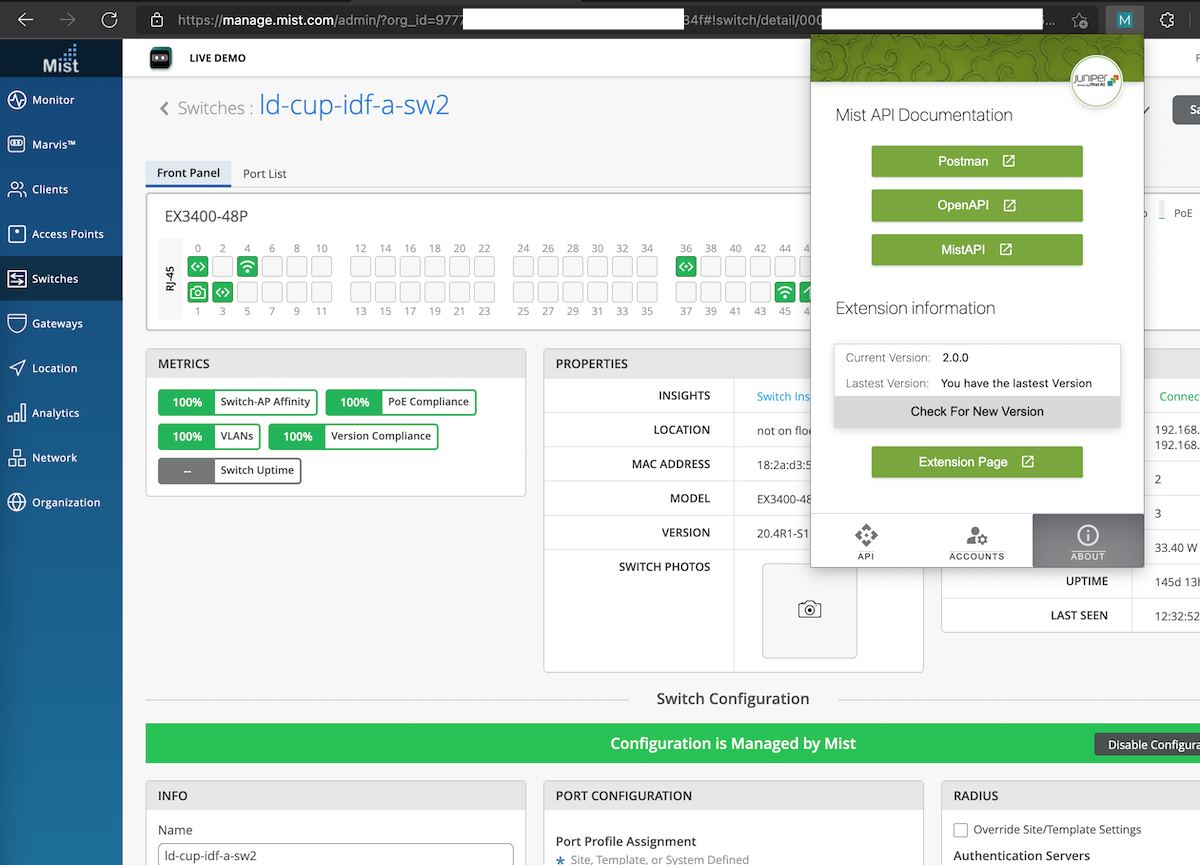 https://manage.mist.com/admin/?org_id=9777
34f#!switch/detail/000
...
M
Mist
LIVE DEMO
Monitor
Marvis™
Clients
Access Points
Switches
Gateways
Location
Analytics
Network
Organization
Switches : ld-cup-idf-a-sw2
Front Panel
Port List
EX3400-48P
RJ-45
0 2 4 6 8 10 12 14 16 18 20 22 24 26 28 30 32 34 36 38 40 42 44
1 3 5 7 9 11 13 15 17 19 21 23 25 27 29 31 33 35 37 39 41 43 45
PoE
METRICS
100% Switch-AP Affinity
100% PoE Compliance
100% VLANs
100% Version Compliance
-- Switch Uptime
PROPERTIES
INSIGHTS Switch Ins
LOCATION not on floo
MAC ADDRESS 18:2a:d3:5
MODEL EX3400-48
VERSION 20.4R1-S1
SWITCH PHOTOS
Connec
192.168.
192.168.
2
3
33.40 W
UPTIME 145d 13h
LAST SEEN 12:32:52
juniper
Mist API Documentation
Postman
OpenAPI
MistAPI
Extension information
Current Version: 2.0.0
Lastest Version: You have the lastest Version
Check For New Version
Extension Page
API
ACCOUNTS
ABOUT
Sa
Switch Configuration
Configuration is Managed by Mist
Disable Configura
INFO
Name
ld-cup-idf-a-sw2
PORT CONFIGURATION
Port Profile Assignment
* Site, Template, or System Defined
RADIUS
Override Site/Template Settings
Authentication Servers